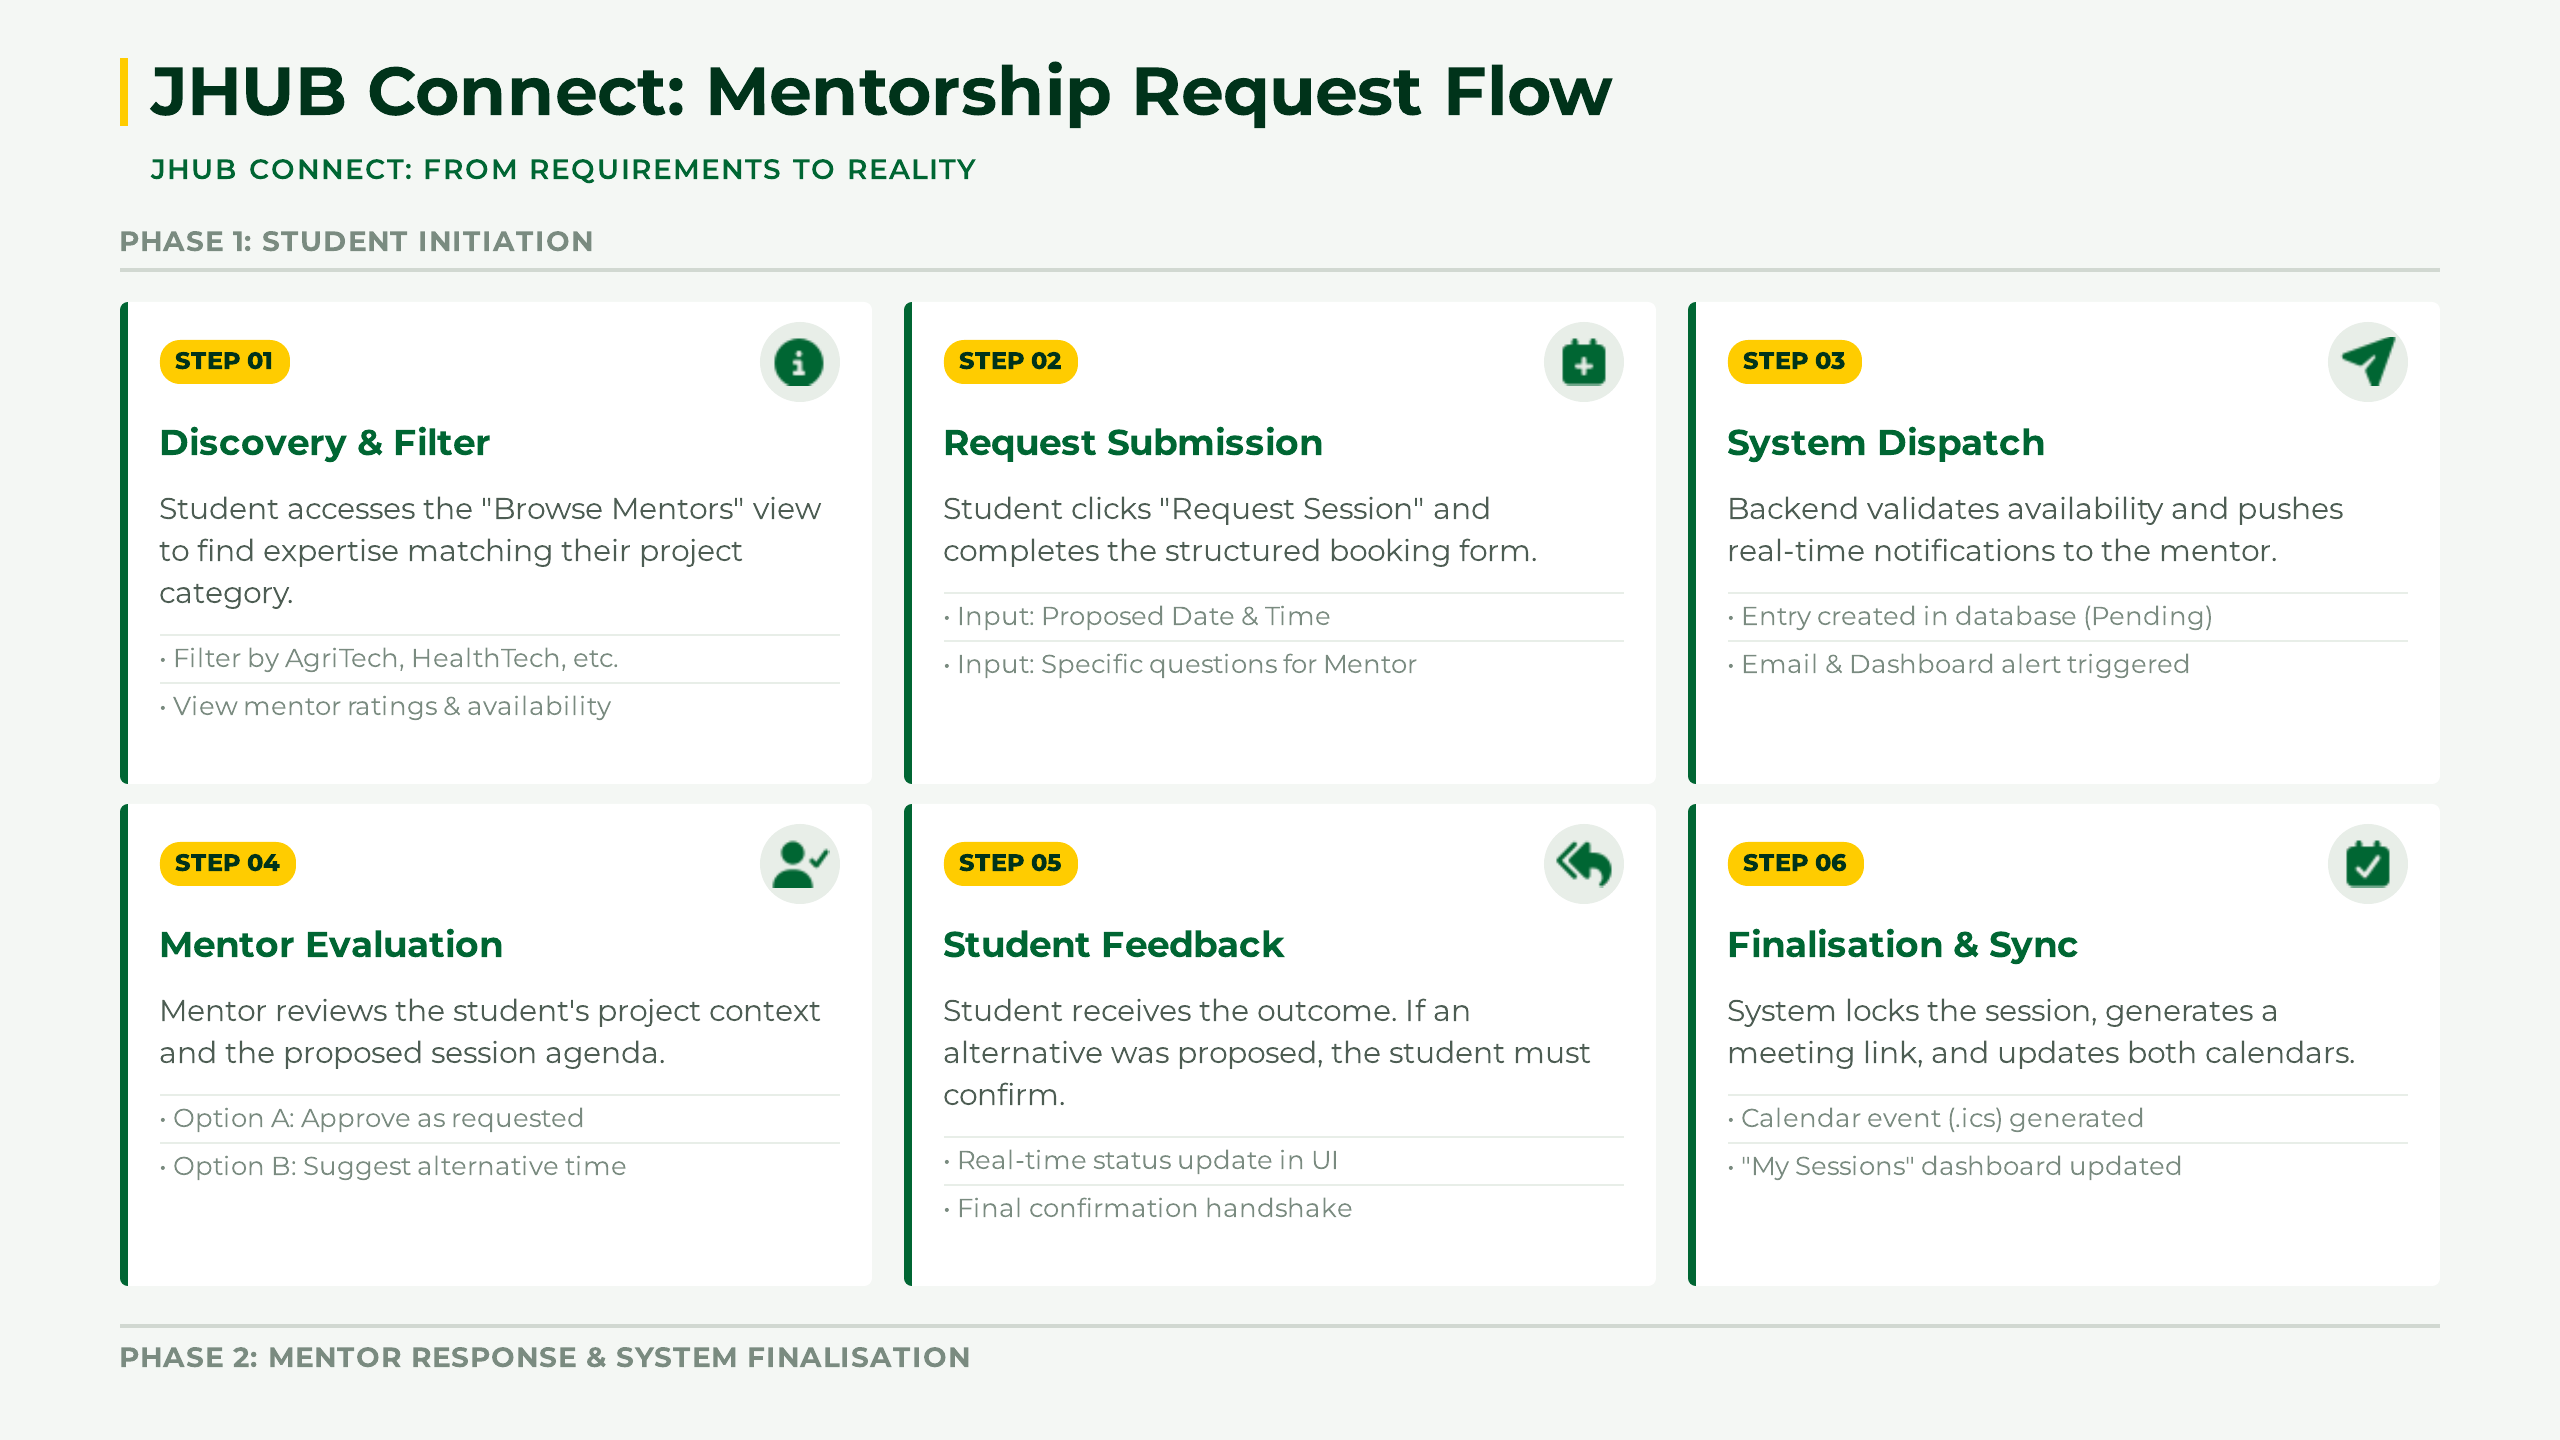 JHUB Connect: Mentorship Request Flow
JHUB CONNECT: FROM REQUIREMENTS TO REALITY
PHASE 1: STUDENT INITIATION
STEP 01
Discovery & Filter
Student accesses the "Browse Mentors" view
to find expertise matching their project
category.
• Filter by AgriTech, HealthTech, etc.
• View mentor ratings & availability
STEP 02
Request Submission
Student clicks "Request Session" and
completes the structured booking form.
• Input: Proposed Date & Time
• Input: Specific questions for Mentor
STEP 03
System Dispatch
Backend validates availability and pushes
real-time notifications to the mentor.
• Entry created in database (Pending)
• Email & Dashboard alert triggered
STEP 04
Mentor Evaluation
Mentor reviews the student's project context
and the proposed session agenda.
• Option A: Approve as requested
• Option B: Suggest alternative time
STEP 05
Student Feedback
Student receives the outcome. If an
alternative was proposed, the student must
confirm.
• Real-time status update in UI
• Final confirmation handshake
STEP 06
Finalisation & Sync
System locks the session, generates a
meeting link, and updates both calendars.
• Calendar event (.ics) generated
• "My Sessions" dashboard updated
PHASE 2: MENTOR RESPONSE & SYSTEM FINALISATION